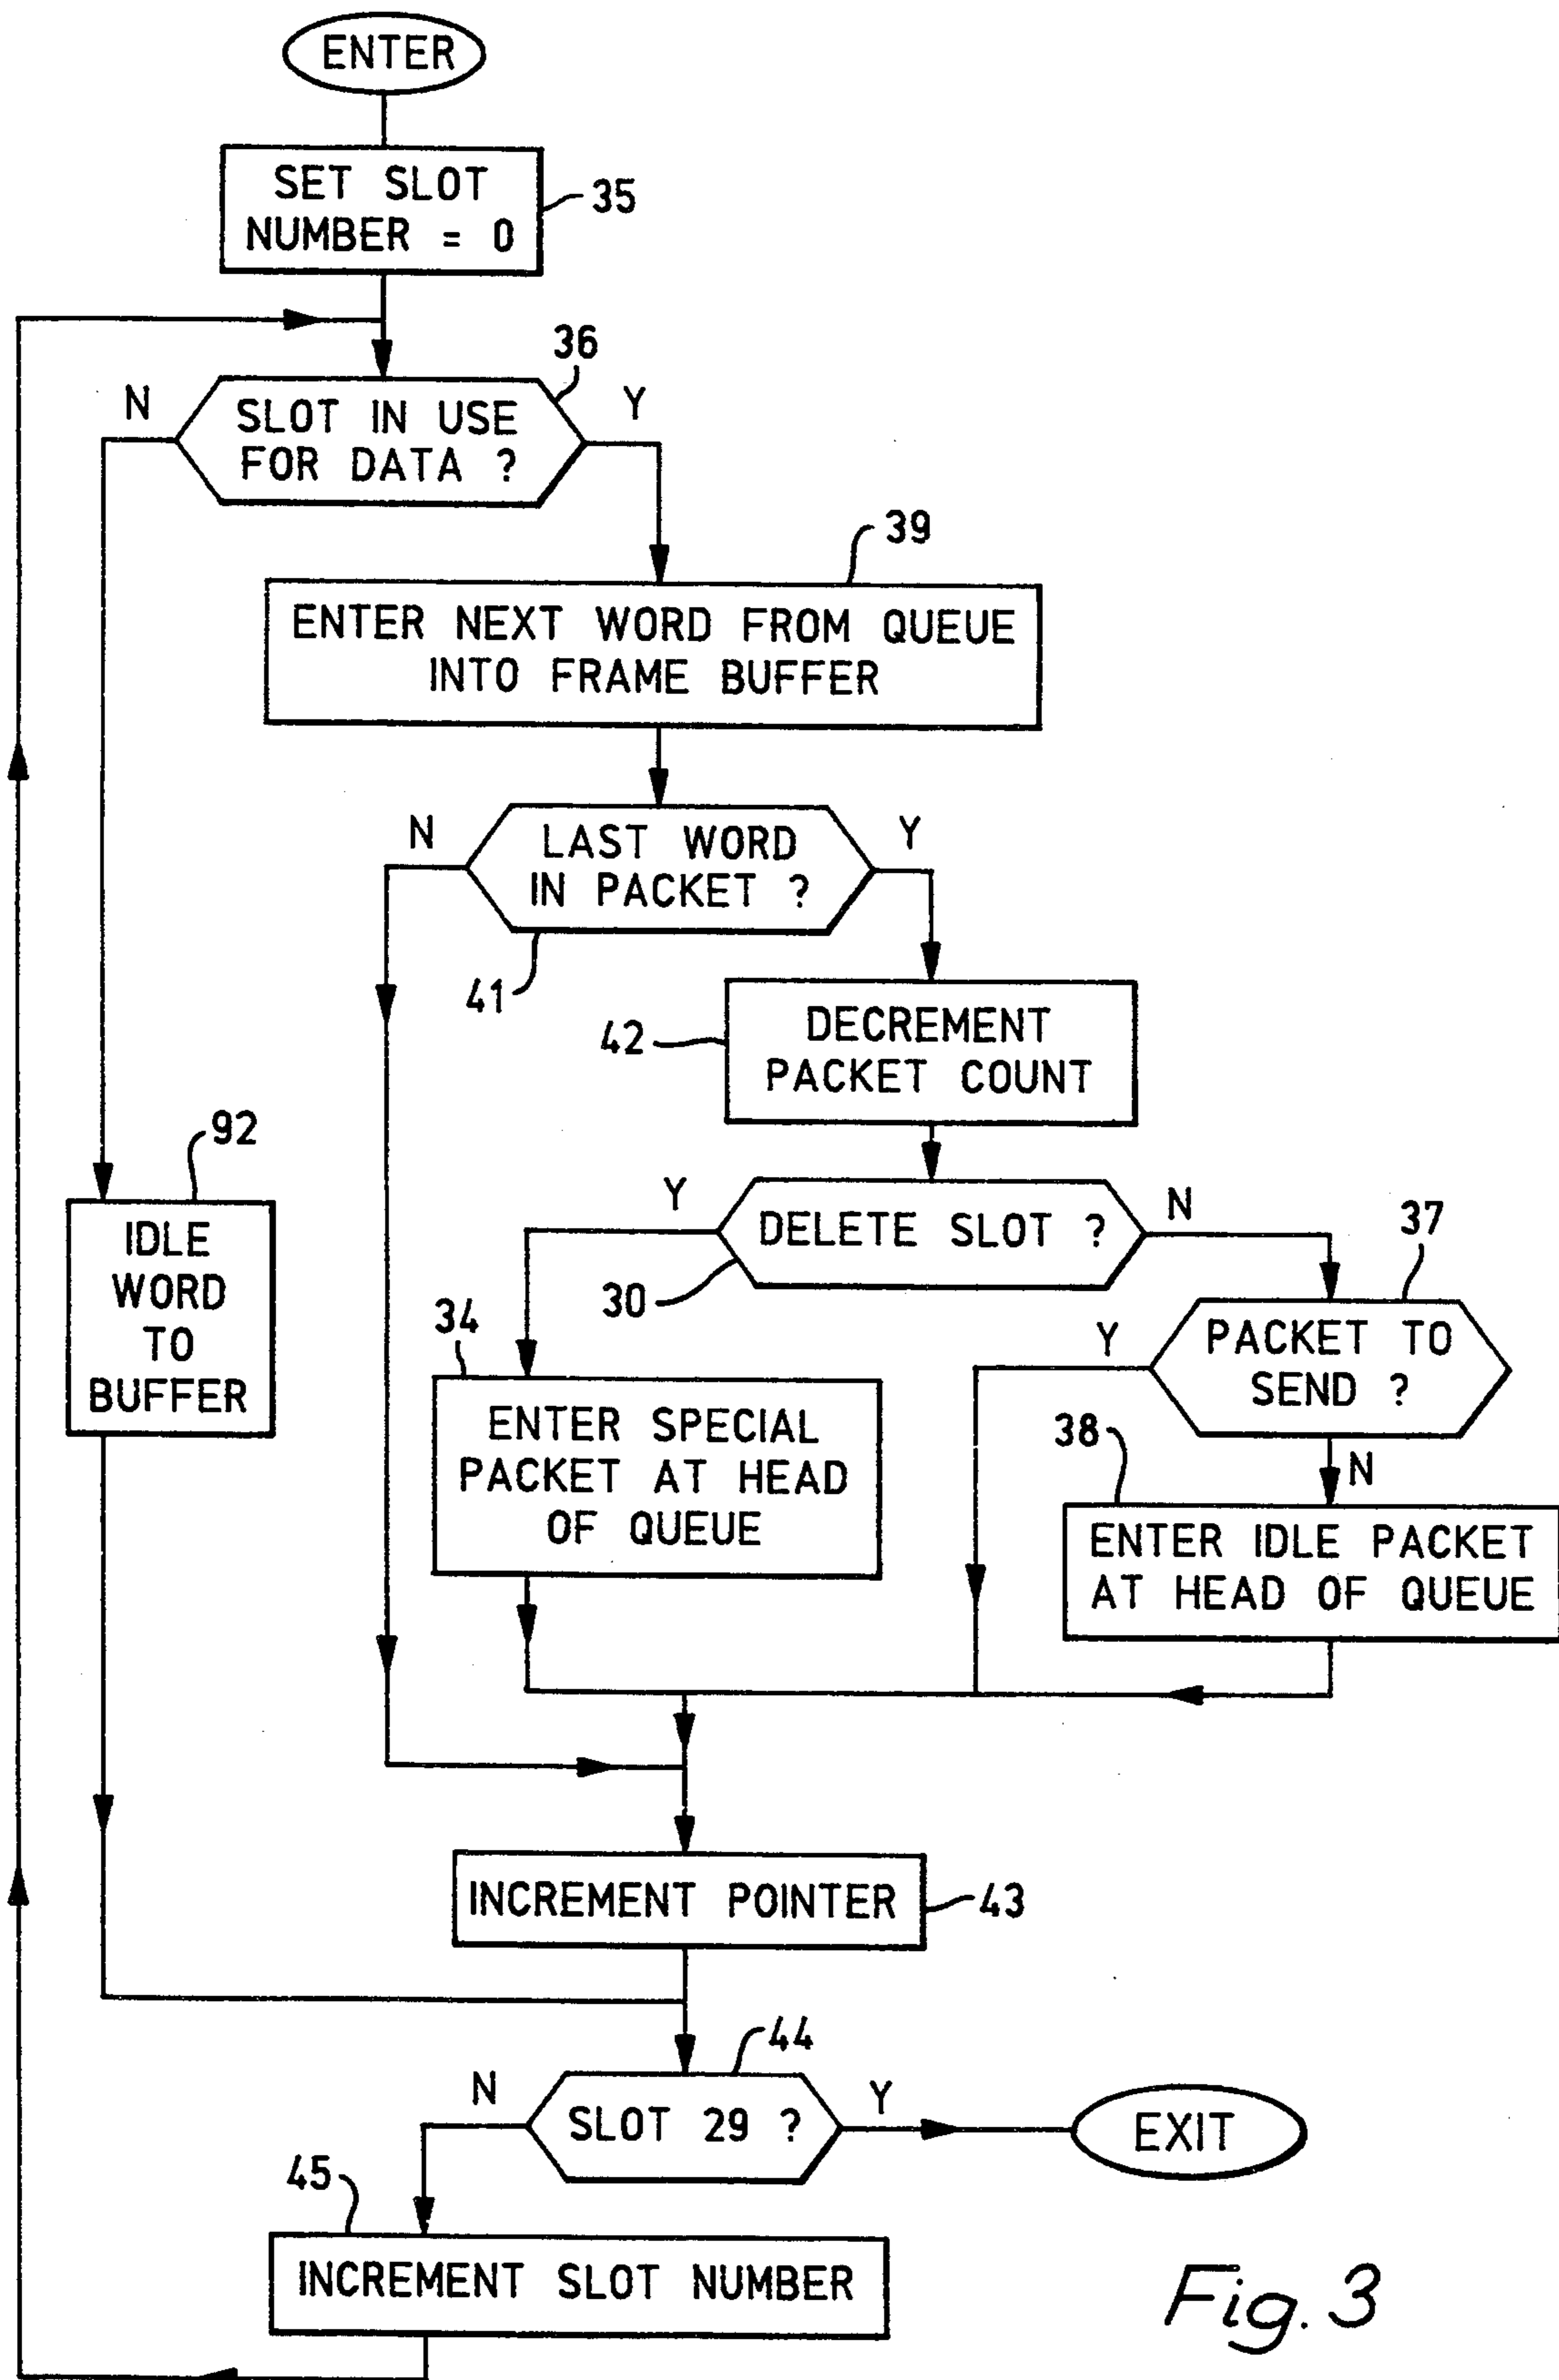 ENTER
SET SLOT
NUMBER = 0
35
36
N
Y
SLOT IN USE
FOR DATA ?
39
ENTER NEXT WORD FROM QUEUE
INTO FRAME BUFFER
N
Y
LAST WORD
IN PACKET ?
41
42
DECREMENT
PACKET COUNT
92
IDLE
WORD
TO
BUFFER
Y
N
DELETE SLOT ?
30
37
34
Y
PACKET TO
SEND ?
N
ENTER SPECIAL
PACKET AT HEAD
OF QUEUE
38
ENTER IDLE PACKET
AT HEAD OF QUEUE
INCREMENT POINTER
43
44
N
Y
SLOT 29 ?
EXIT
45
INCREMENT SLOT NUMBER
Fig. 3